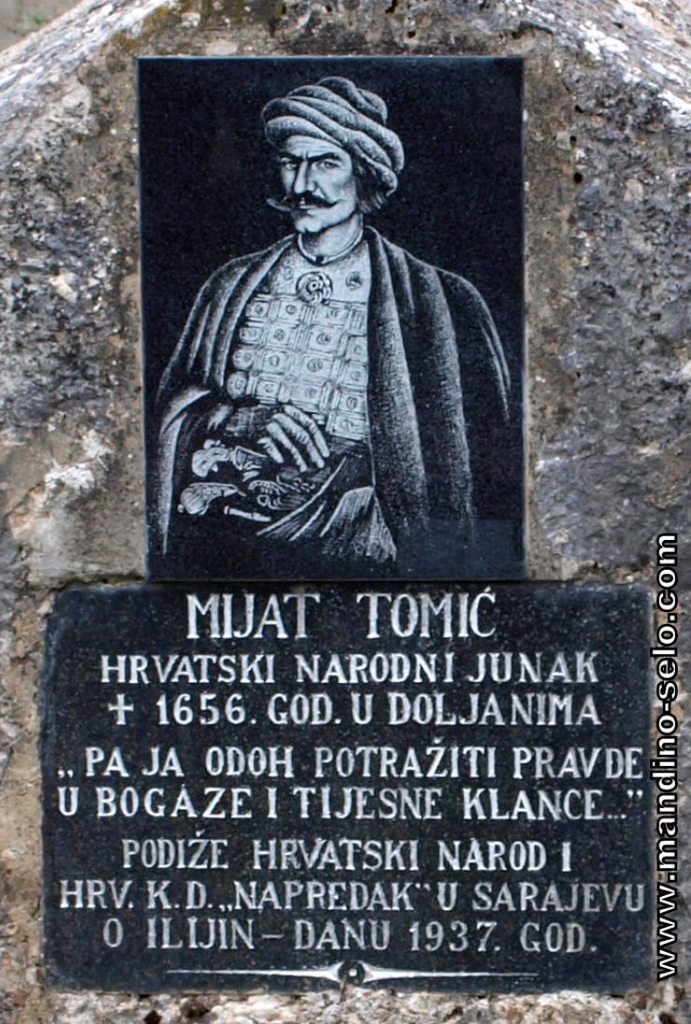 MIJAT TOMIĆ
HRVATSKI NARODNI JUNAK
+ 1656. GOD. U DOLJANIMA
„PA JA ODOH POTRAŽITI PRAVDE
U BOGAZE I TIJESNE KLANCE..."
PODIŽE HRVATSKI NAROD I
HRV. K.D. „NAPREDAK" U SARAJEVU
O ILIJIN-DANU 1937. GOD.
www.mandino-selo.com